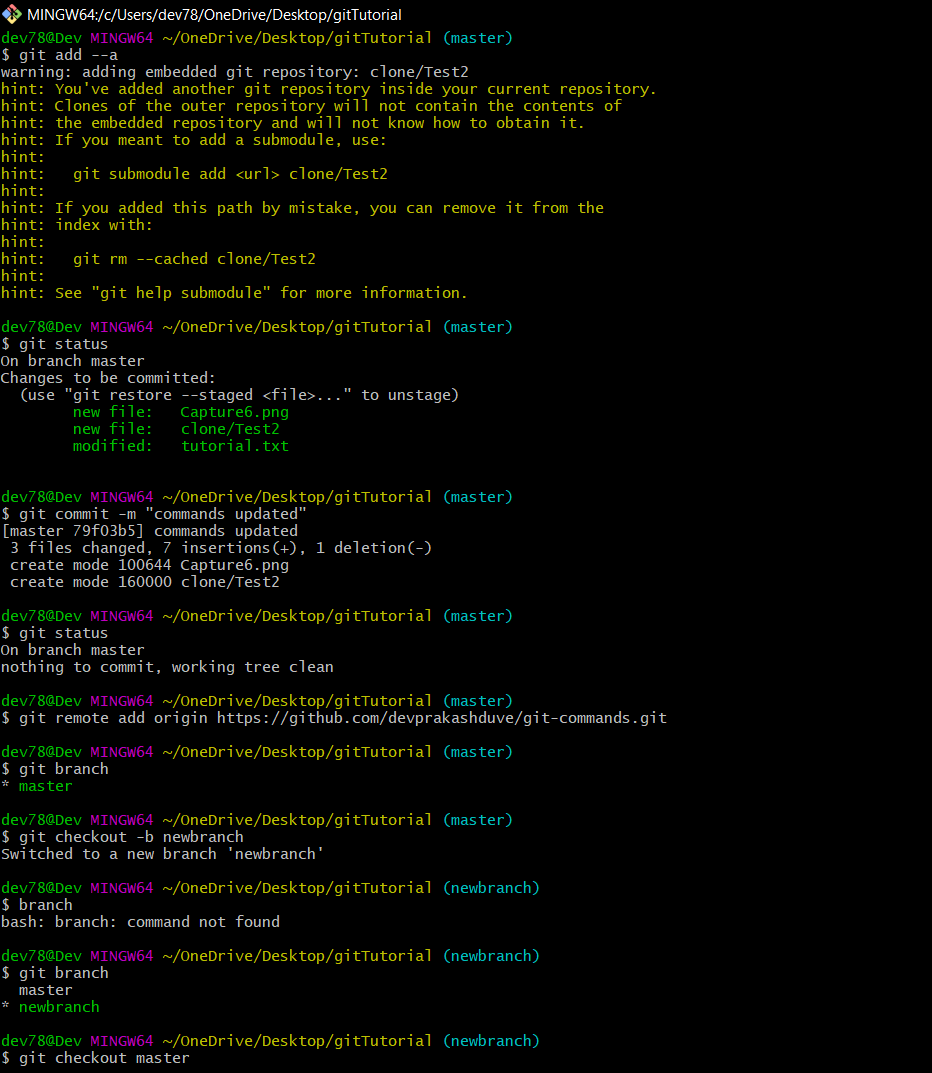 MINGW64:/c/Users/dev78/OneDrive/Desktop/gitTutorial
dev78@Dev MINGW64 ~/OneDrive/Desktop/gitTutorial (master)
$ git add --a
warning: adding embedded git repository: clone/Test2
hint: You've added another git repository inside your current repository.
hint: Clones of the outer repository will not contain the contents of
hint: the embedded repository and will not know how to obtain it.
hint: If you meant to add a submodule, use:
hint:
hint:   git submodule add <url> clone/Test2
hint:
hint: If you added this path by mistake, you can remove it from the
hint: index with:
hint:
hint:   git rm --cached clone/Test2
hint:
hint: See "git help submodule" for more information.
dev78@Dev MINGW64 ~/OneDrive/Desktop/gitTutorial (master)
$ git status
On branch master
Changes to be committed:
  (use "git restore --staged <file>..." to unstage)
        new file:   Capture6.png
        new file:   clone/Test2
        modified:   tutorial.txt
dev78@Dev MINGW64 ~/OneDrive/Desktop/gitTutorial (master)
$ git commit -m "commands updated"
[master 79f03b5] commands updated
 3 files changed, 7 insertions(+), 1 deletion(-)
 create mode 100644 Capture6.png
 create mode 160000 clone/Test2
dev78@Dev MINGW64 ~/OneDrive/Desktop/gitTutorial (master)
$ git status
On branch master
nothing to commit, working tree clean
dev78@Dev MINGW64 ~/OneDrive/Desktop/gitTutorial (master)
$ git remote add origin https://github.com/devprakashduve/git-commands.git
dev78@Dev MINGW64 ~/OneDrive/Desktop/gitTutorial (master)
$ git branch
* master
dev78@Dev MINGW64 ~/OneDrive/Desktop/gitTutorial (master)
$ git checkout -b newbranch
Switched to a new branch 'newbranch'
dev78@Dev MINGW64 ~/OneDrive/Desktop/gitTutorial (newbranch)
$ branch
bash: branch: command not found
dev78@Dev MINGW64 ~/OneDrive/Desktop/gitTutorial (newbranch)
$ git branch
  master
* newbranch
dev78@Dev MINGW64 ~/OneDrive/Desktop/gitTutorial (newbranch)
$ git checkout master